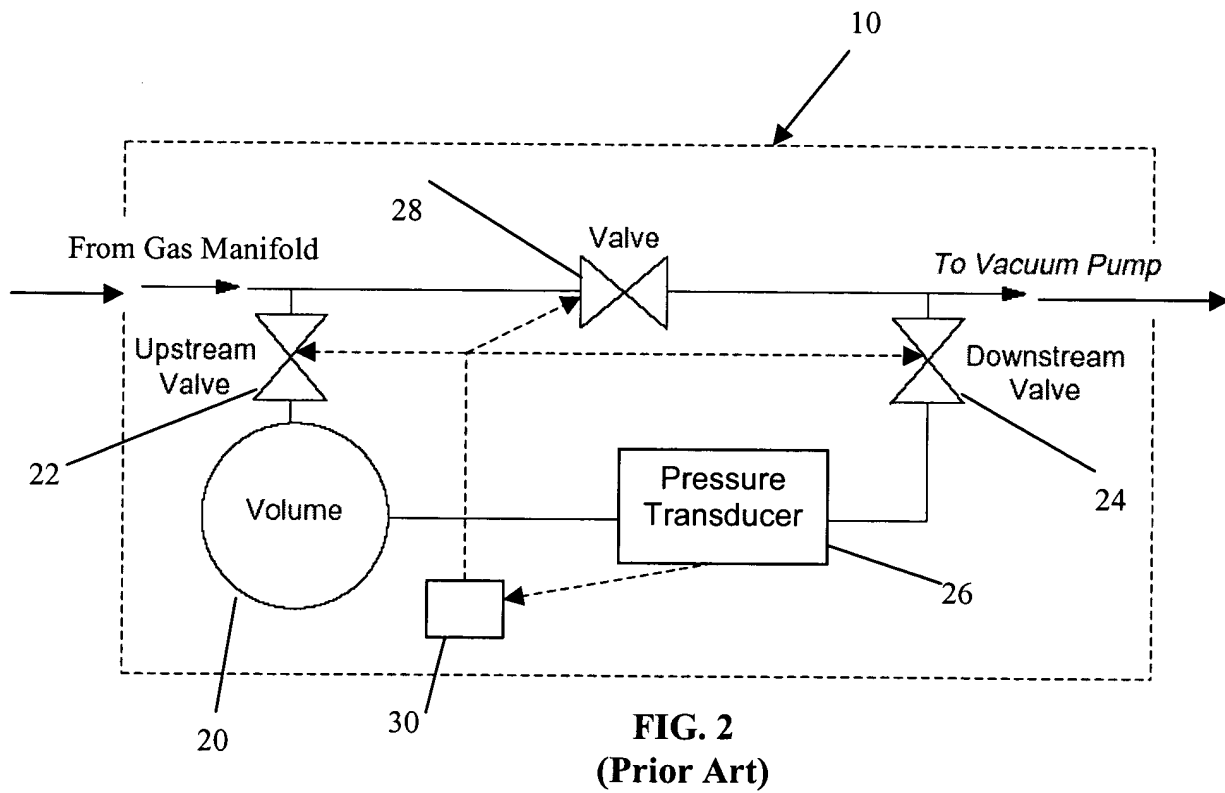 10
28
Valve
From Gas Manifold
To Vacuum Pump
Upstream
Valve
Downstream
Valve
22
Volume
Pressure
Transducer
24
26
20
30
FIG. 2
(Prior Art)